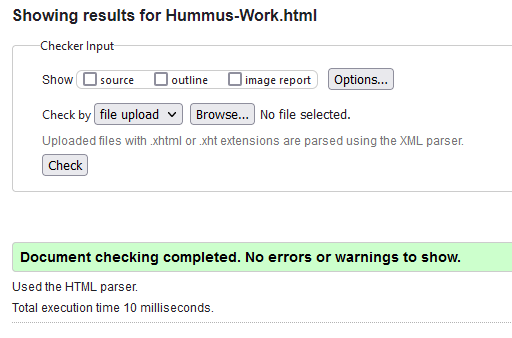 Showing results for Hummus-Work.html
Checker Input
Show source outline image report Options...
Check by file upload Browse... No file selected.
Uploaded files with .xhtml or .xht extensions are parsed using the XML parser.
Check
Document checking completed. No errors or warnings to show.
Used the HTML parser.
Total execution time 10 milliseconds.